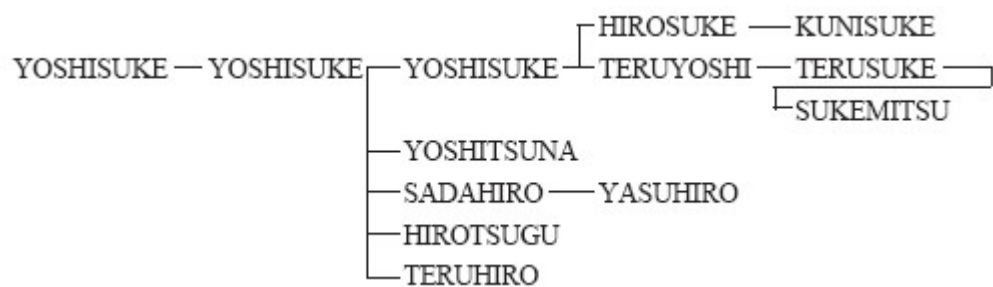 HIROSUKE KUNISUKE
YOSHISUKE YOSHISUKE YOSHISUKE TERUYOSHI TERUSUKE
SUKEMITSU
YOSHITSUNA
SADAHIRO YASUHIRO
HIROTSUGU
TERUHIRO